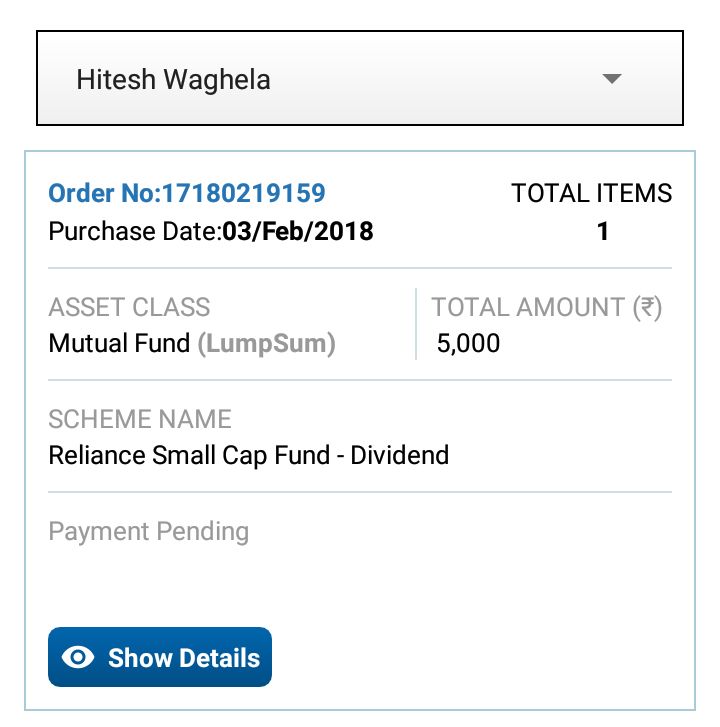 Hitesh Waghela
Order No:17180219159
TOTAL ITEMS
Purchase Date:03/Feb/2018
1
ASSET CLASS
TOTAL AMOUNT (₹)
Mutual Fund (LumpSum)
5,000
SCHEME NAME
Reliance Small Cap Fund - Dividend
Payment Pending
Show Details